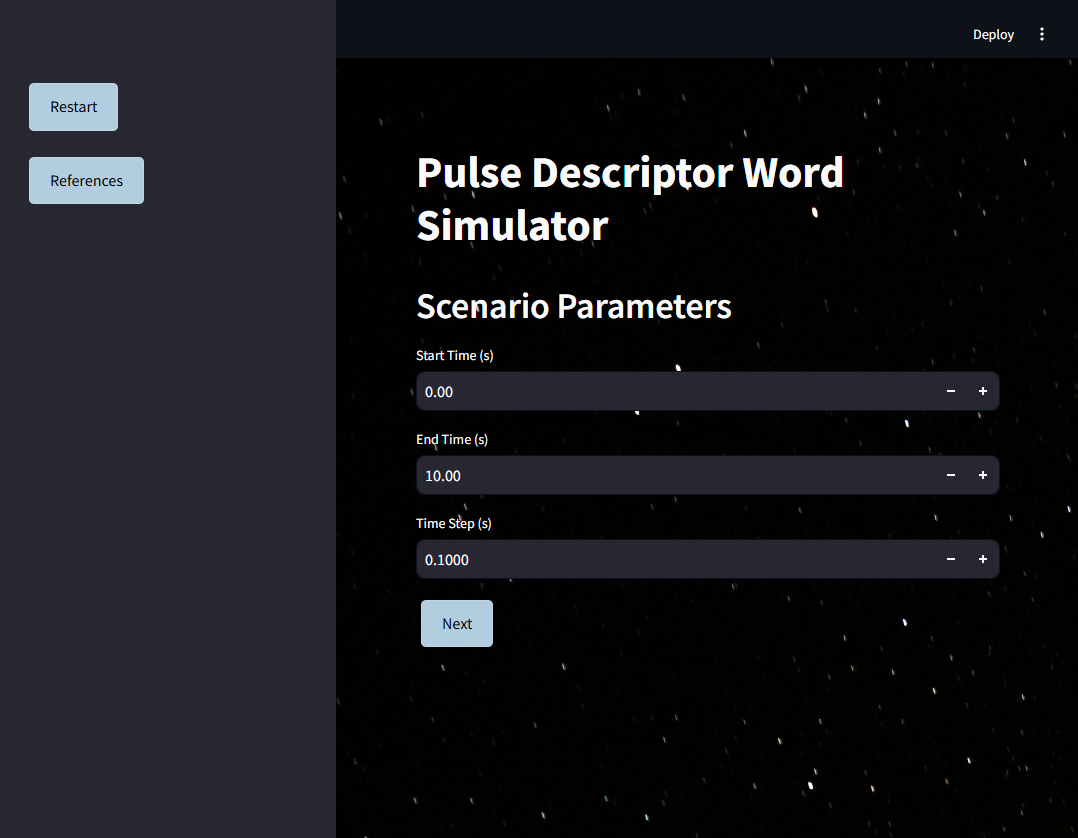 Deploy
Restart
References
Pulse Descriptor Word
Simulator
Scenario Parameters
Start Time (s)
0.00
End Time (s)
10.00
Time Step (s)
0.1000
Next